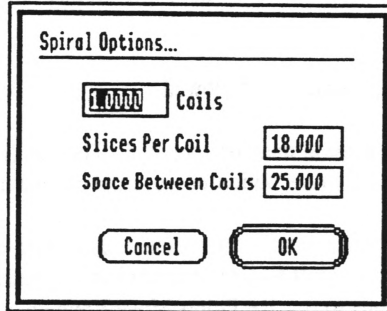 Spiral Options...
1.0000 Coils
Slices Per Coil 18.000
Space Between Coils 25.000
Cancel OK